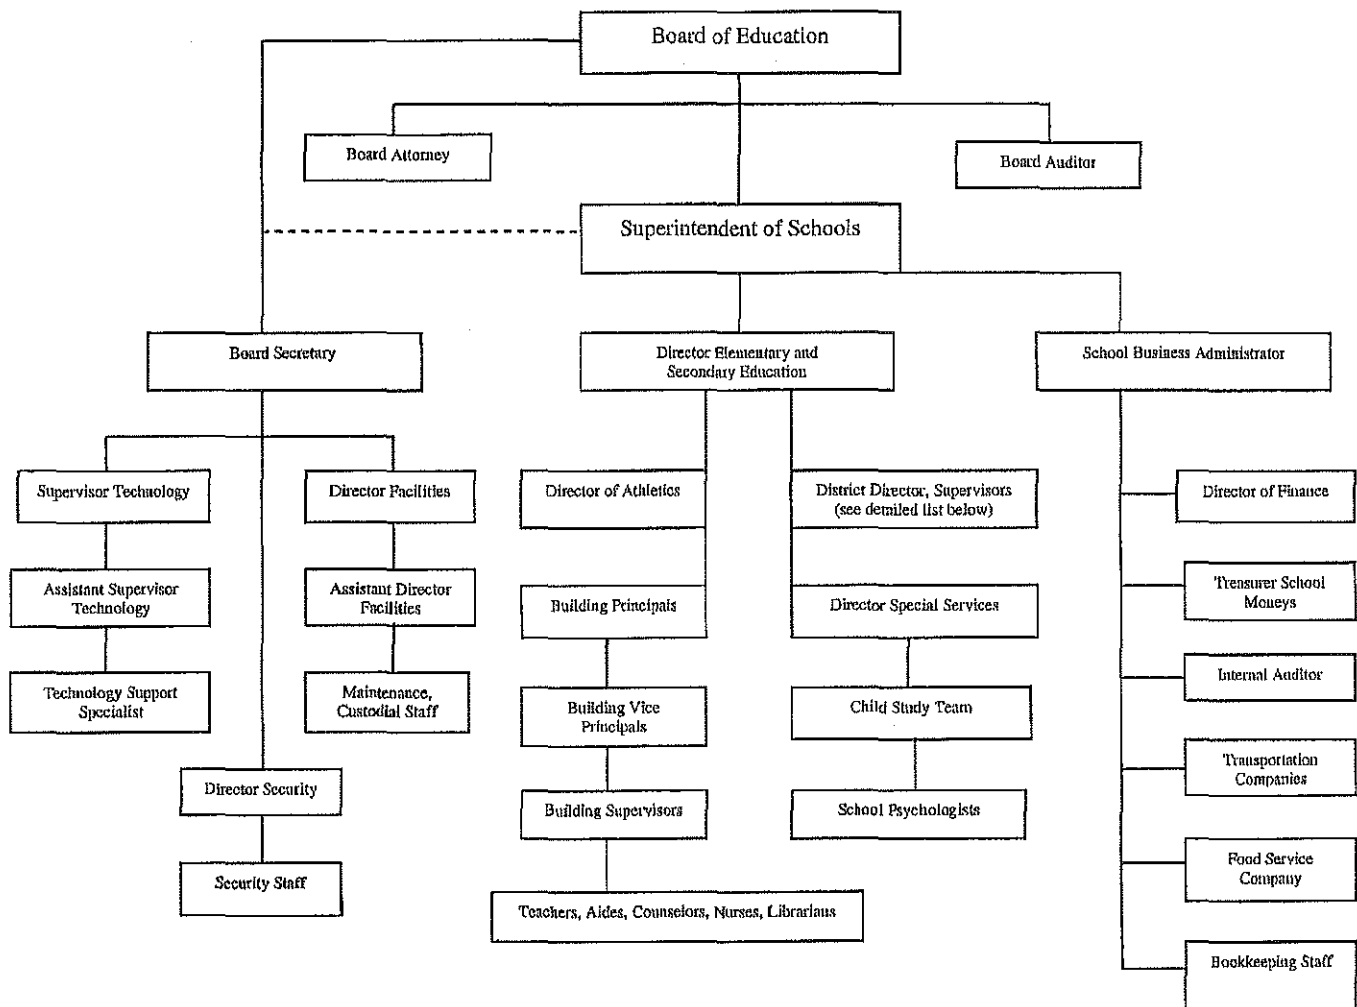 Board of Education
Board Attorney
Board Auditor
Superintendent of Schools
Board Secretary
Director Elementary and
Secondary Education
School Business Administrator
Supervisor Technology
Director Facilities
Director of Athletics
District Director, Supervisors
(see detailed list below)
Director of Finance
Assistant Supervisor
Technology
Assistant Director
Facilities
Building Principals
Director Special Services
Treasurer School
Moneys
Technology Support
Specialist
Maintenance,
Custodial Staff
Building Vice
Principals
Child Study Team
Internal Auditor
Director Security
Building Supervisors
School Psychologists
Transportation
Companies
Security Staff
Teachers, Aides, Counselors, Nurses, Librarians
Food Service
Company
Bookkeeping Staff